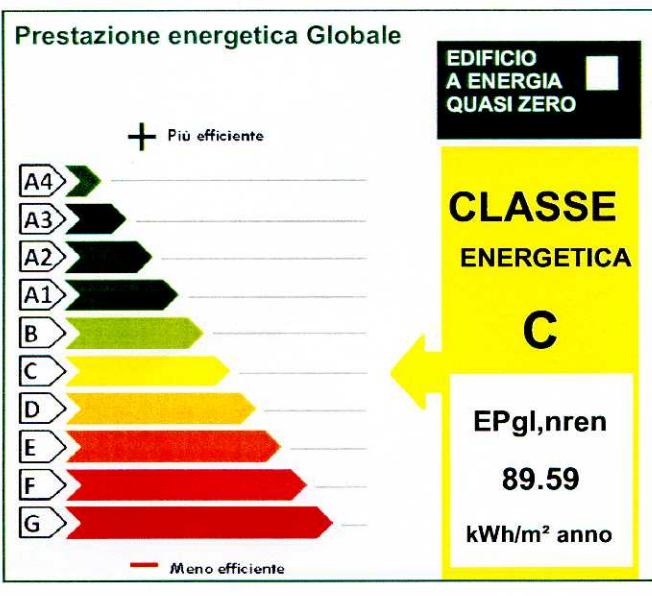 Prestazione energetica Globale
EDIFICIO
A ENERGIA
QUASI ZERO
+ Più efficiente
A4
A3
A2
A1
B
C
D
E
F
G
— Meno efficiente
CLASSE
ENERGETICA
C
EPgl,nren
89.59
kWh/m² anno